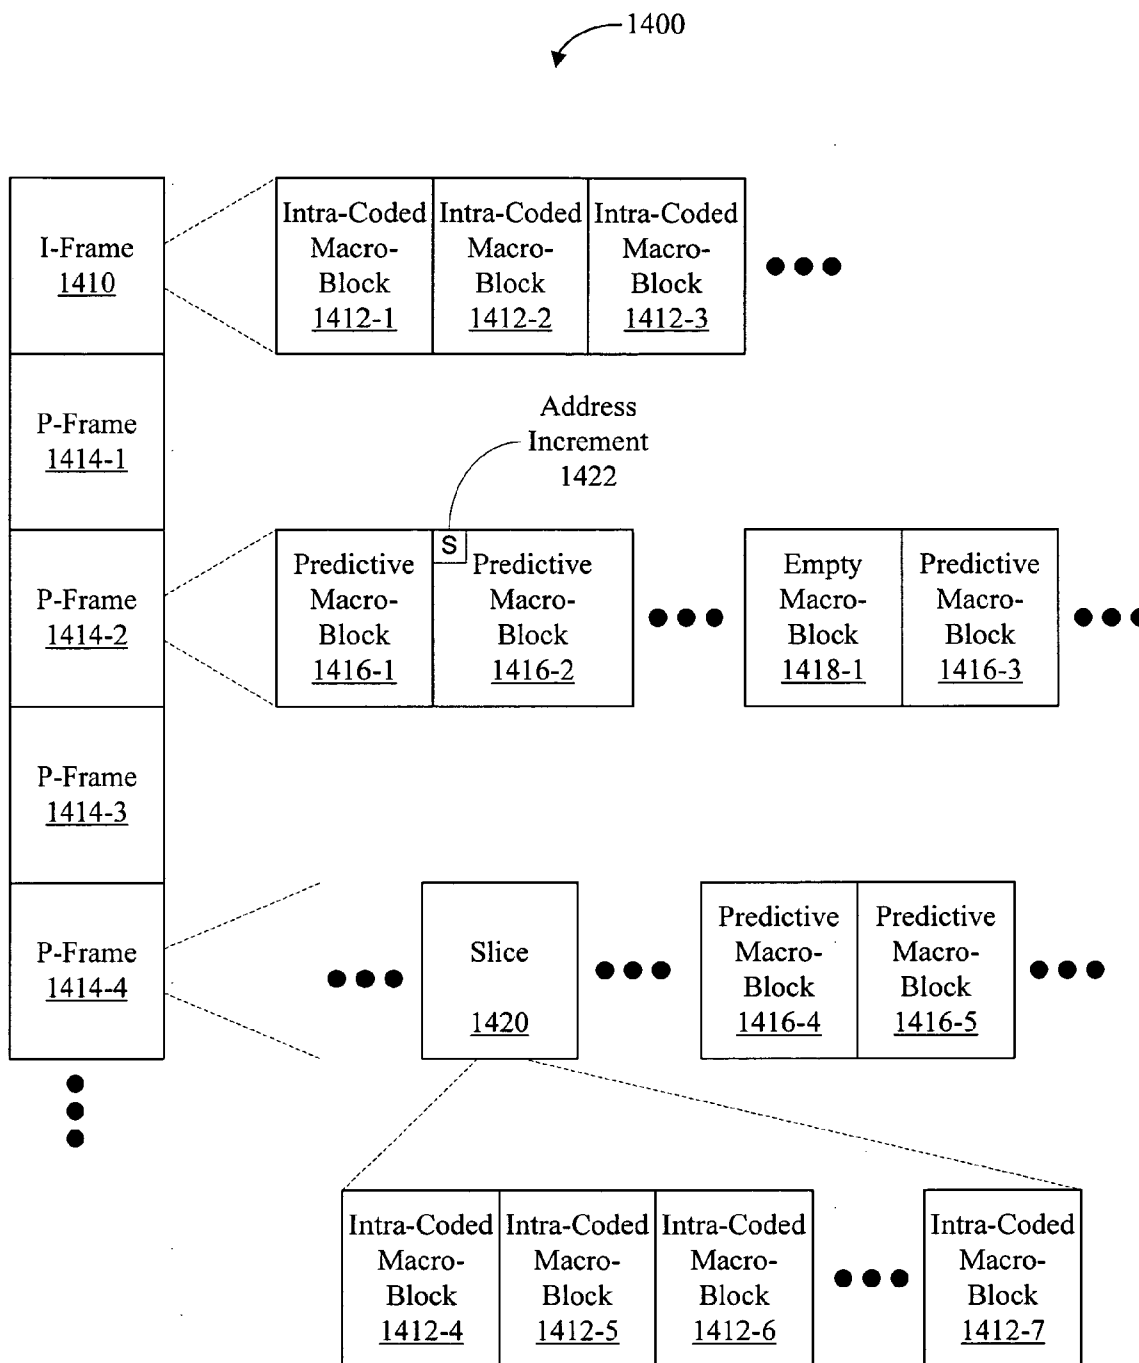 1400
I-Frame
1410
Intra-Coded
Macro-
Block
1412-1
Intra-Coded
Macro-
Block
1412-2
Intra-Coded
Macro-
Block
1412-3
P-Frame
1414-1
Address
Increment
1422
P-Frame
1414-2
Predictive
Macro-
Block
1416-1
S
Predictive
Macro-
Block
1416-2
Empty
Macro-
Block
1418-1
Predictive
Macro-
Block
1416-3
P-Frame
1414-3
P-Frame
1414-4
Slice
1420
Predictive
Macro-
Block
1416-4
Predictive
Macro-
Block
1416-5
Intra-Coded
Macro-
Block
1412-4
Intra-Coded
Macro-
Block
1412-5
Intra-Coded
Macro-
Block
1412-6
Intra-Coded
Macro-
Block
1412-7